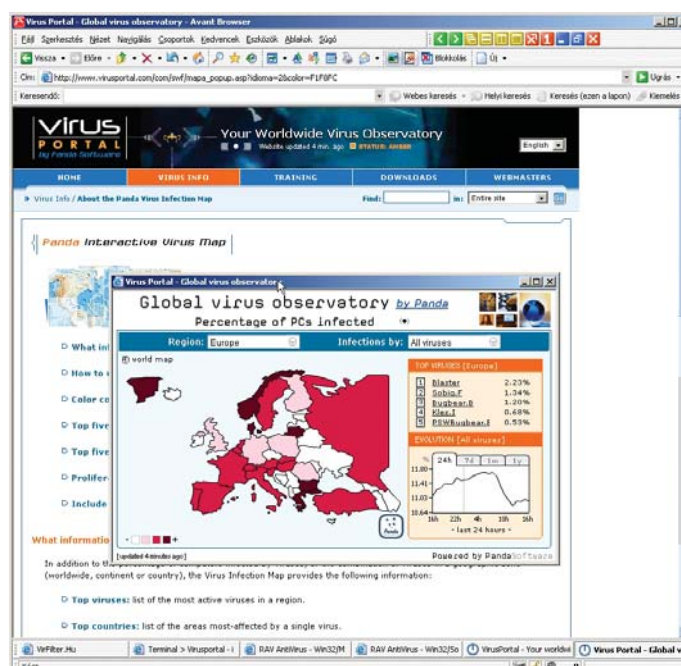 Virus Portal - Global virus observatory - Avant Browser
Fájl Szerkesztés Nézet Navigálás Csoportok Kedvencek Eszközök Ablakok Súgó
Vissza Előre Blokkolás Új
Cím: http://www.virusportal.com/com/swf/mapa_popup.asp?idioma=2&color=F1F8FC Ugrás
Keresendő: Webes keresés Helyi keresés Keresés (ezen a lapon) Kiemelés
VIRUS
PORTAL
by Panda Software
Your Worldwide Virus Observatory
Website updated 4 min. ago STATUS: AMBER
English
HOME VIRUS INFO TRAINING DOWNLOADS WEBMASTERS
Virus Info / About the Panda Virus Infection Map Find: in: Entire site
Panda Interactive Virus Map
Virus Portal - Global virus observatory
Global virus observatory by Panda
Percentage of PCs infected
Region: Europe Infections by: All viruses
world map
TOP VIRUSES [Europe]
1 Blaster 2.23%
2 Sobig.F 1.34%
3 Bugbear.B 1.20%
4 Klez.I 0.68%
5 PSWBugbear.B 0.53%
EVOLUTION [All viruses]
% 24h 7d 1m 1y
11.80
11.41
11.03
10.64
16h 22h 4h 10h 16h
- last 24 hours -
Panda
- +
[updated 4 minutes ago] Powered by PandaSoftware
What in
How to
Color co
Top five
Top five
Prolifer
Include
What informatio
In addition to the
(worldwide, continent or country), the Virus Infection Map provides the following information:
Top viruses: list of the most active viruses in a region.
Top countries: list of the areas most-affected by a single virus.
VirFilter.Hu Terminal > Virusportal - i RAV AntiVirus - Win32/M RAV AntiVirus - Win32/So VirusPortal - Your worldwi Virus Portal - Global v